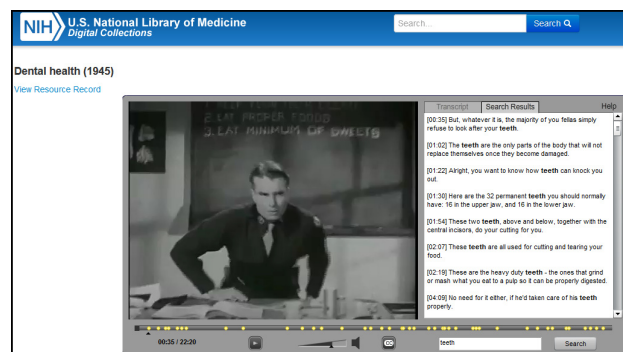 NIH U.S. National Library of Medicine
Digital Collections
Search...
Search
Dental health (1945)
View Resource Record
1. KEEP YOUR TEETH CLEAN
2. EAT PROPER FOODS
3. EAT MINIMUM OF SWEETS
Transcript Search Results Help
[00:35] But, whatever it is, the majority of you fellas simply
refuse to look after your teeth.
[01:02] The teeth are the only parts of the body that will not
replace themselves once they become damaged.
[01:22] Alright, you want to know how teeth can knock you
out.
[01:30] Here are the 32 permanent teeth you should normally
have: 16 in the upper jaw, and 16 in the lower jaw.
[01:54] These two teeth, above and below, together with the
central incisors, do your cutting for you.
[02:07] These teeth are all used for cutting and tearing your
food.
[02:19] These are the heavy duty teeth - the ones that grind
or mash what you eat to a pulp so it can be properly digested.
[04:09] No need for it either, if he'd taken care of his teeth
properly.
00:35 / 22:20
CC
teeth
Search